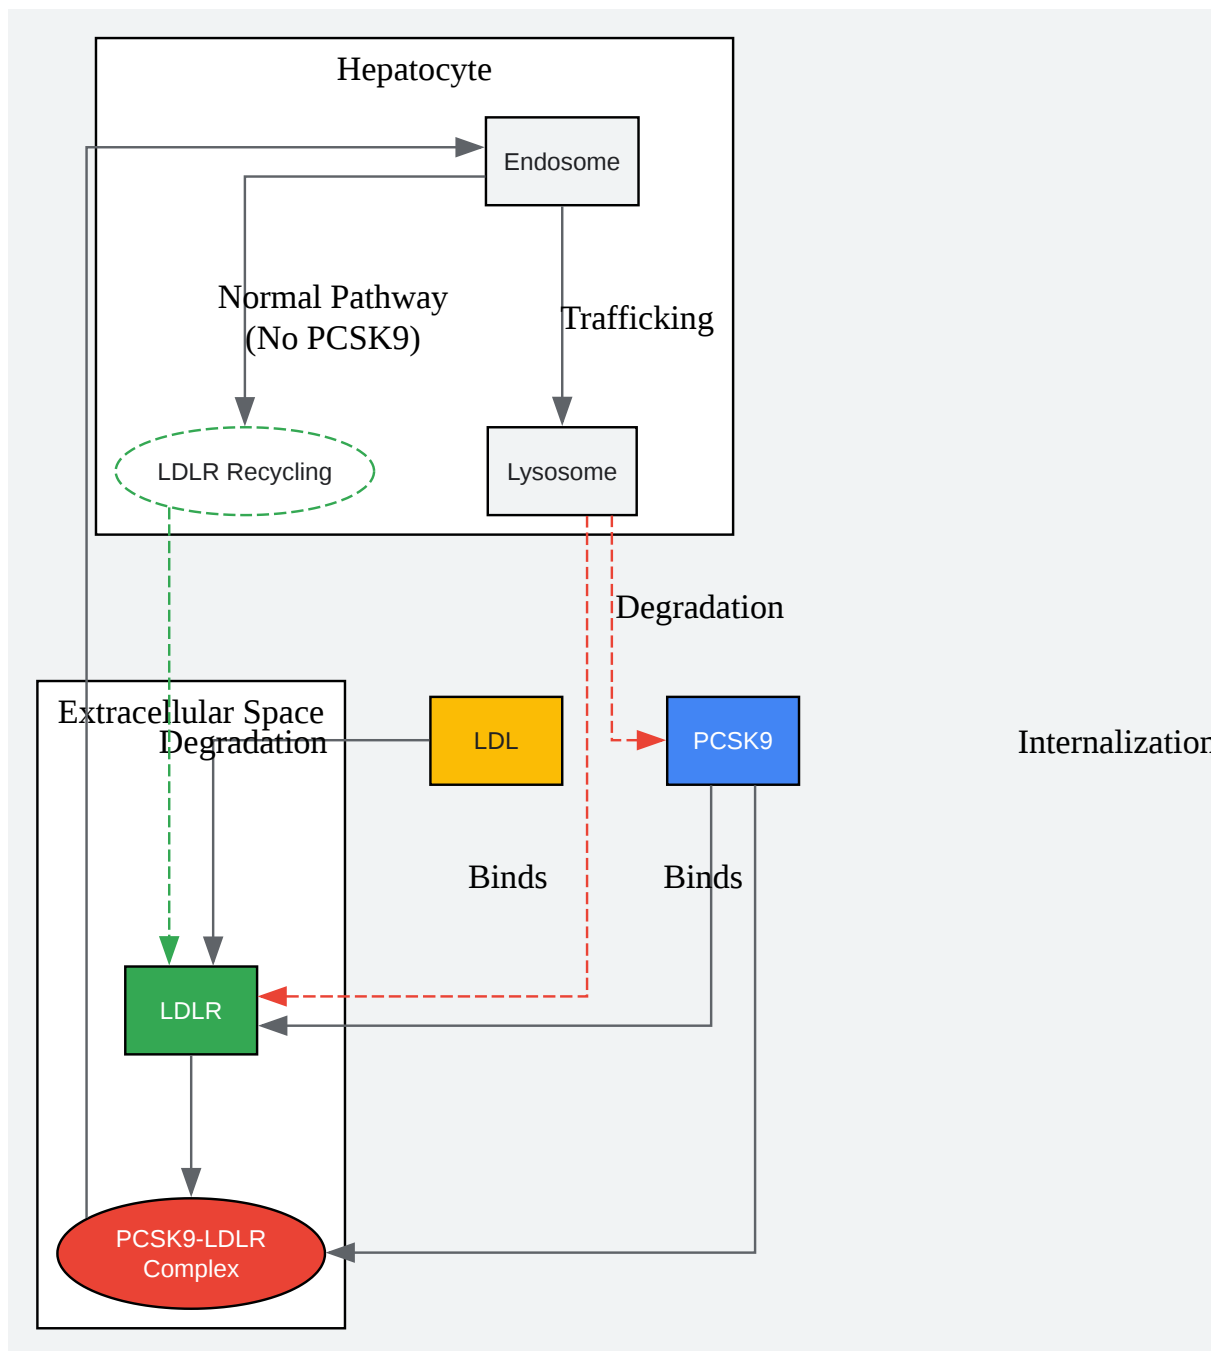 Hepatocyte
Endosome
Normal Pathway
(No PCSK9)
Trafficking
LDLR Recycling
Lysosome
Degradation
Extracellular Space
Degradation
LDL
PCSK9
Internalization
Binds
Binds
LDLR
PCSK9-LDLR
Complex